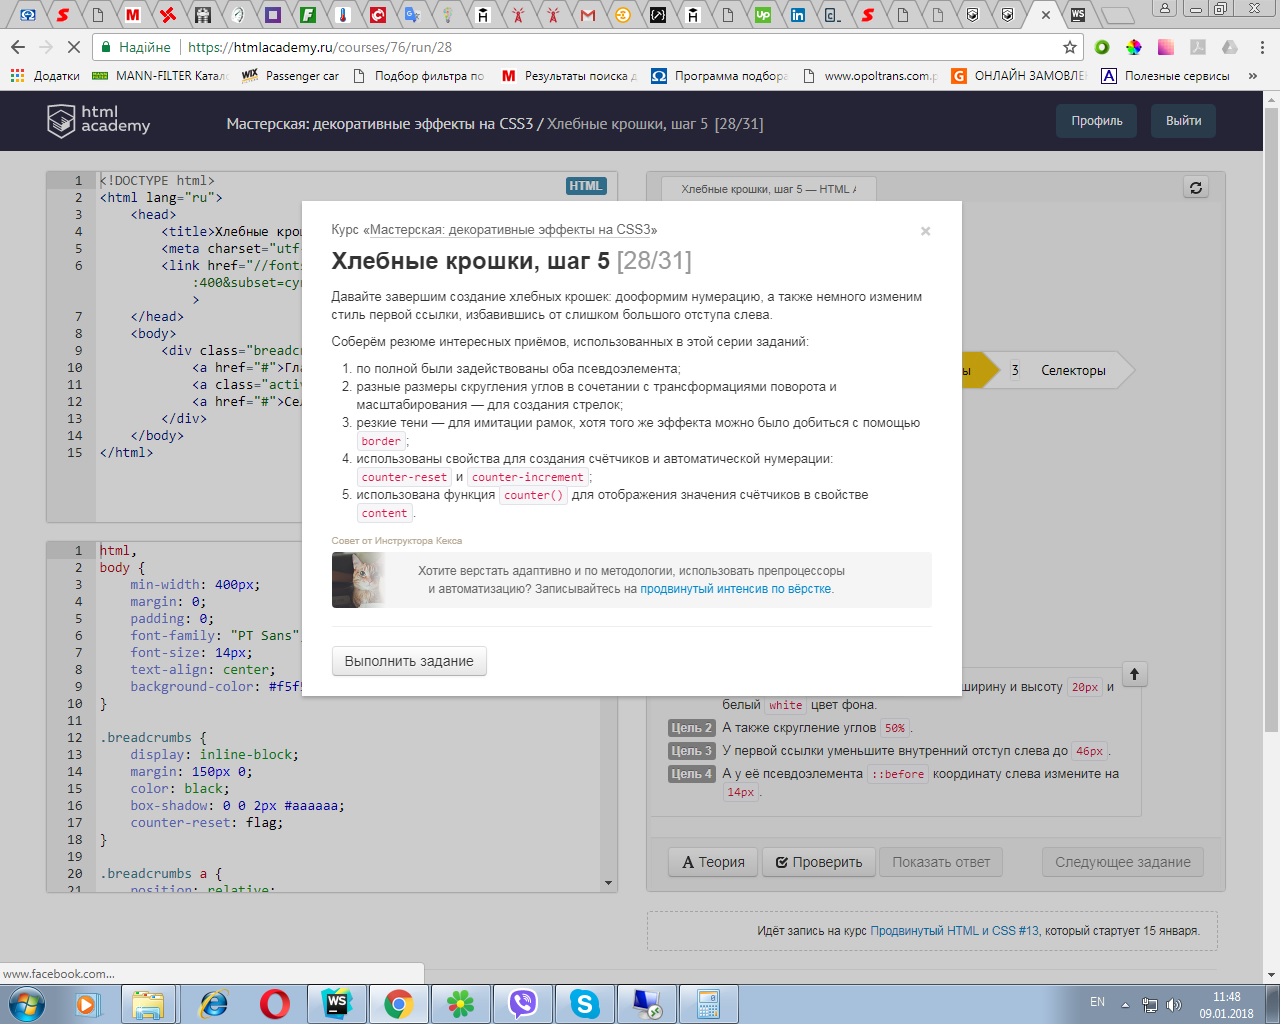 Надійне
https://htmlacademy.ru/courses/76/run/28
Додатки
MANN-FILTER Катал
Passenger car
Подбор фильтра по
Результаты поиска д
Программа подбора
www.opoltrans.com.p
ОНЛАЙН ЗАМОВЛЕ
Полезные сервисы
»
html
academy
Мастерская: декоративные эффекты на CSS3 / Хлебные крошки, шаг 5 [28/31]
Профиль
Выйти
HTML
1 <!DOCTYPE html>
2 <html lang="ru">
3 <head>
4 <title>Хлебные кро
5 <meta charset="utf
6 <link href="//fonts
:400&subset=cyr
>
7 </head>
8 <body>
9 <div class="breadcr
10 <a href="#">Гла
11 <a class="activ
12 <a href="#">Сел
13 </div>
14 </body>
15 </html>
Хлебные крошки, шаг 5 — HTML A
ы
3
Селекторы
Курс «Мастерская: декоративные эффекты на CSS3»
×
Хлебные крошки, шаг 5 [28/31]
Давайте завершим создание хлебных крошек: дооформим нумерацию, а также немного изменим
стиль первой ссылки, избавившись от слишком большого отступа слева.
Соберём резюме интересных приёмов, использованных в этой серии заданий:
1. по полной были задействованы оба псевдоэлемента;
2. разные размеры скругления углов в сочетании с трансформациями поворота и
масштабирования — для создания стрелок;
3. резкие тени — для имитации рамок, хотя того же эффекта можно было добиться с помощью
border;
4. использованы свойства для создания счётчиков и автоматической нумерации:
counter-reset и counter-increment;
5. использована функция counter() для отображения значения счётчиков в свойстве
content.
Совет от Инструктора Кекса
Хотите верстать адаптивно и по методологии, использовать препроцессоры
и автоматизацию? Записывайтесь на продвинутый интенсив по вёрстке.
Выполнить задание
1 html,
2 body {
3 min-width: 400px;
4 margin: 0;
5 padding: 0;
6 font-family: "PT Sans"
7 font-size: 14px;
8 text-align: center;
9 background-color: #f5f
10 }
11
12 .breadcrumbs {
13 display: inline-block;
14 margin: 150px 0;
15 color: black;
16 box-shadow: 0 0 2px #aaaaaa;
17 counter-reset: flag;
18 }
19
20 .breadcrumbs a {
21 position: relative;
ширину и высоту 20px и
белый white цвет фона.
Цель 2 А также скругление углов 50%.
Цель 3 У первой ссылки уменьшите внутренний отступ слева до 46px.
Цель 4 А у её псевдоэлемента ::before координату слева измените на
14px.
Теория
Проверить
Показать ответ
Следующее задание
Идёт запись на курс Продвинутый HTML и CSS #13, который стартует 15 января.
www.facebook.com...
EN
11:48
09.01.2018